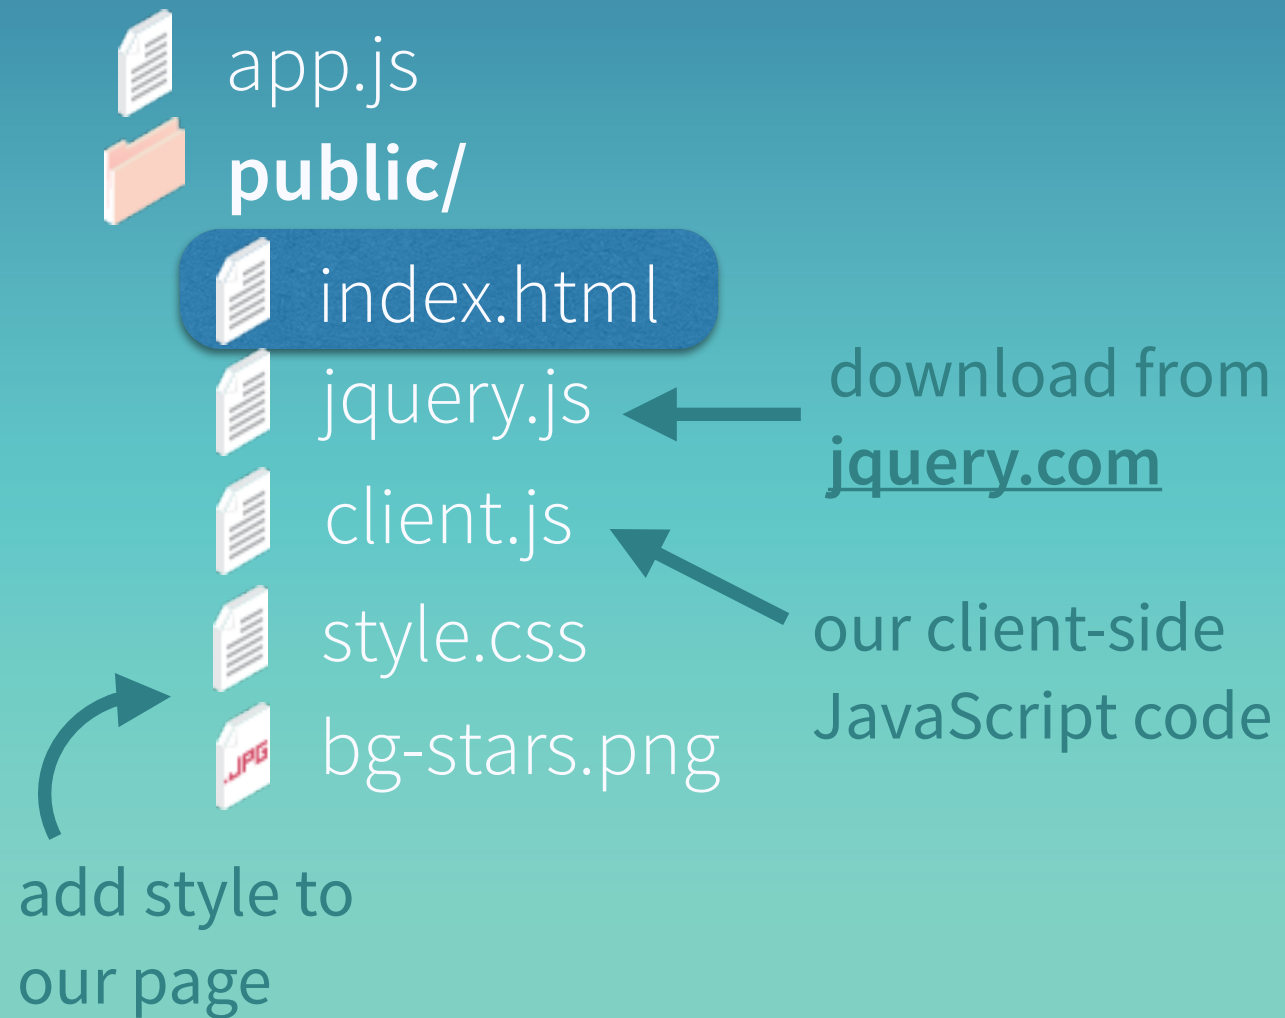 app.js
public/
index.html
jquery.js
download from
jquery.com
client.js
our client-side
JavaScript code
style.css
bg-stars.png
.JPG
add style to
our page